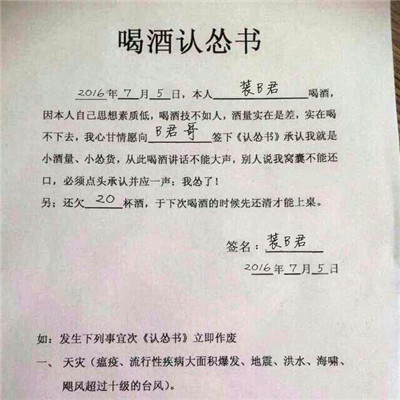 喝酒认怂书
2016年7月5日,本人 装B君 喝酒,
因本人自己思想素质低,喝酒技不如人,酒量实在是差,实在喝
不下去,我心甘情愿向 B君哥 签下《认怂书》承认我就是
小酒量、小怂货,从此喝酒讲话不能大声,别人说我窝囊不能还
口,必须点头承认并应一声:我怂了!
另:还欠 20 杯酒,于下次喝酒的时候先还清才能上桌。
签名:装B君
2016年7月5日
如:发生下列事宜次《认怂书》立即作废
一、 天灾(瘟疫、流行性疾病大面积爆发、地震、洪水、海啸、
飓风超过十级的台风)。